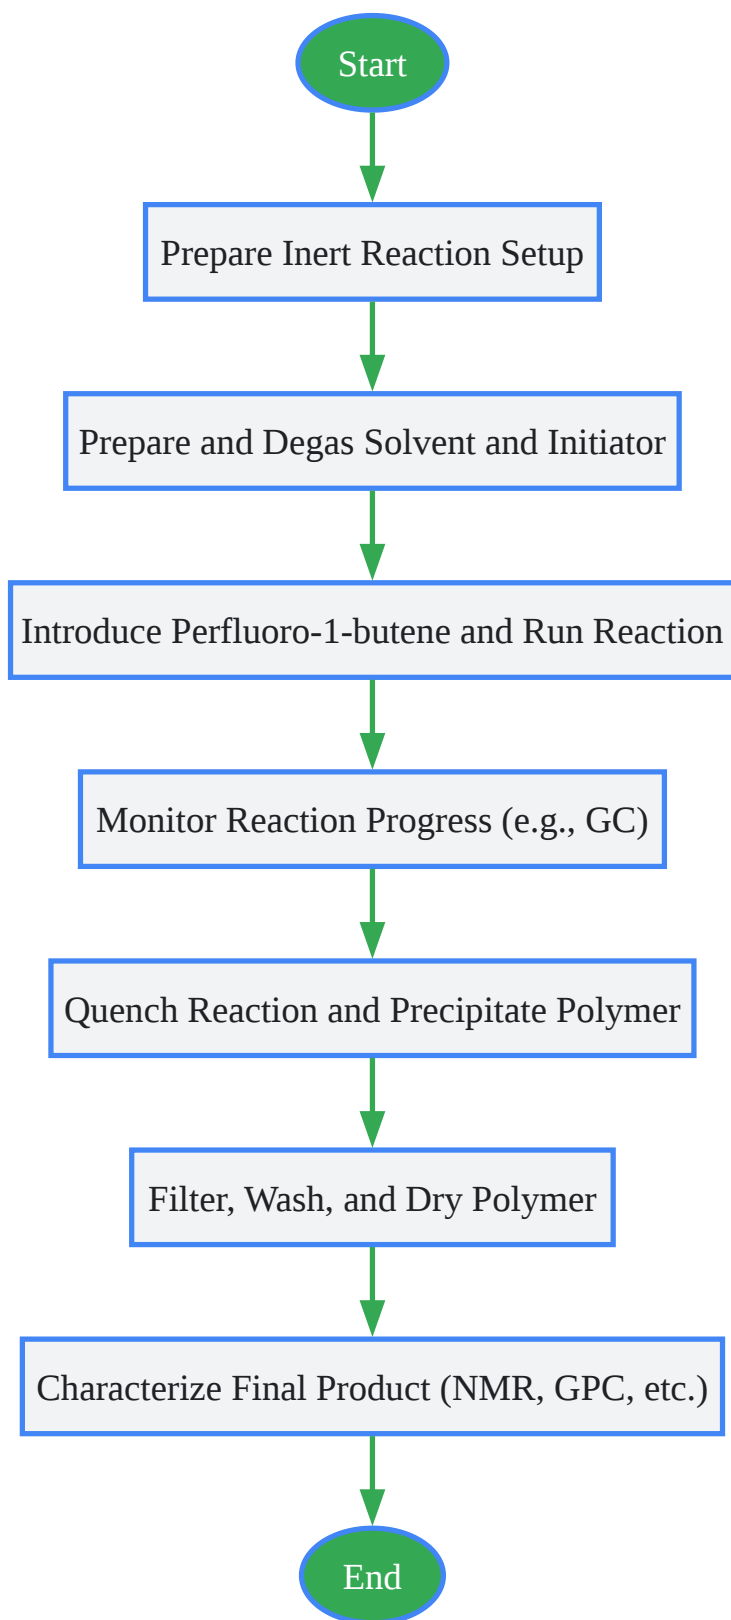 Start
Prepare Inert Reaction Setup
Prepare and Degas Solvent and Initiator
Introduce Perfluoro-1-butene and Run Reaction
Monitor Reaction Progress (e.g., GC)
Quench Reaction and Precipitate Polymer
Filter, Wash, and Dry Polymer
Characterize Final Product (NMR, GPC, etc.)
End